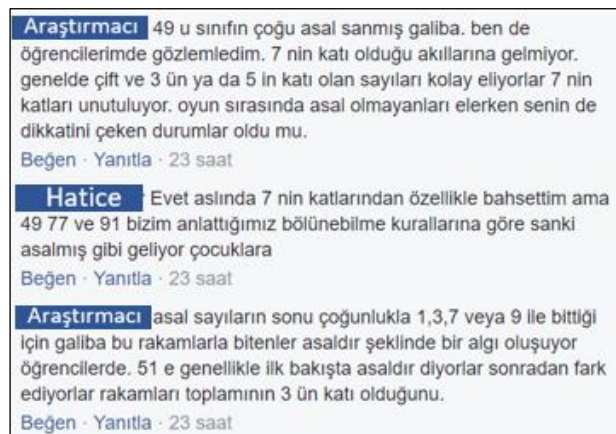 Araştırmacı 49 u sınıfın çoğu asal sanmış galiba. ben de
öğrencilerimde gözlemledim. 7 nin katı olduğu akıllarına gelmiyor.
genelde çift ve 3 ün ya da 5 in katı olan sayıları kolay eliyorlar 7 nin
katları unutuluyor. oyun sırasında asal olmayanları elerken senin de
dikkatini çeken durumlar oldu mu.
Beğen · Yanıtla · 23 saat
Hatice Evet aslında 7 nin katlarından özellikle bahsettim ama
49 77 ve 91 bizim anlattığımız bölünebilme kurallarına göre sanki
asalmış gibi geliyor çocuklara
Beğen · Yanıtla · 23 saat
Araştırmacı asal sayıların sonu çoğunlukla 1,3,7 veya 9 ile bittiği
için galiba bu rakamlarla bitenler asaldır şeklinde bir algı oluşuyor
öğrencilerde. 51 e genellikle ilk bakışta asaldır diyorlar sonradan fark
ediyorlar rakamları toplamının 3 ün katı olduğunu.
Beğen · Yanıtla · 23 saat